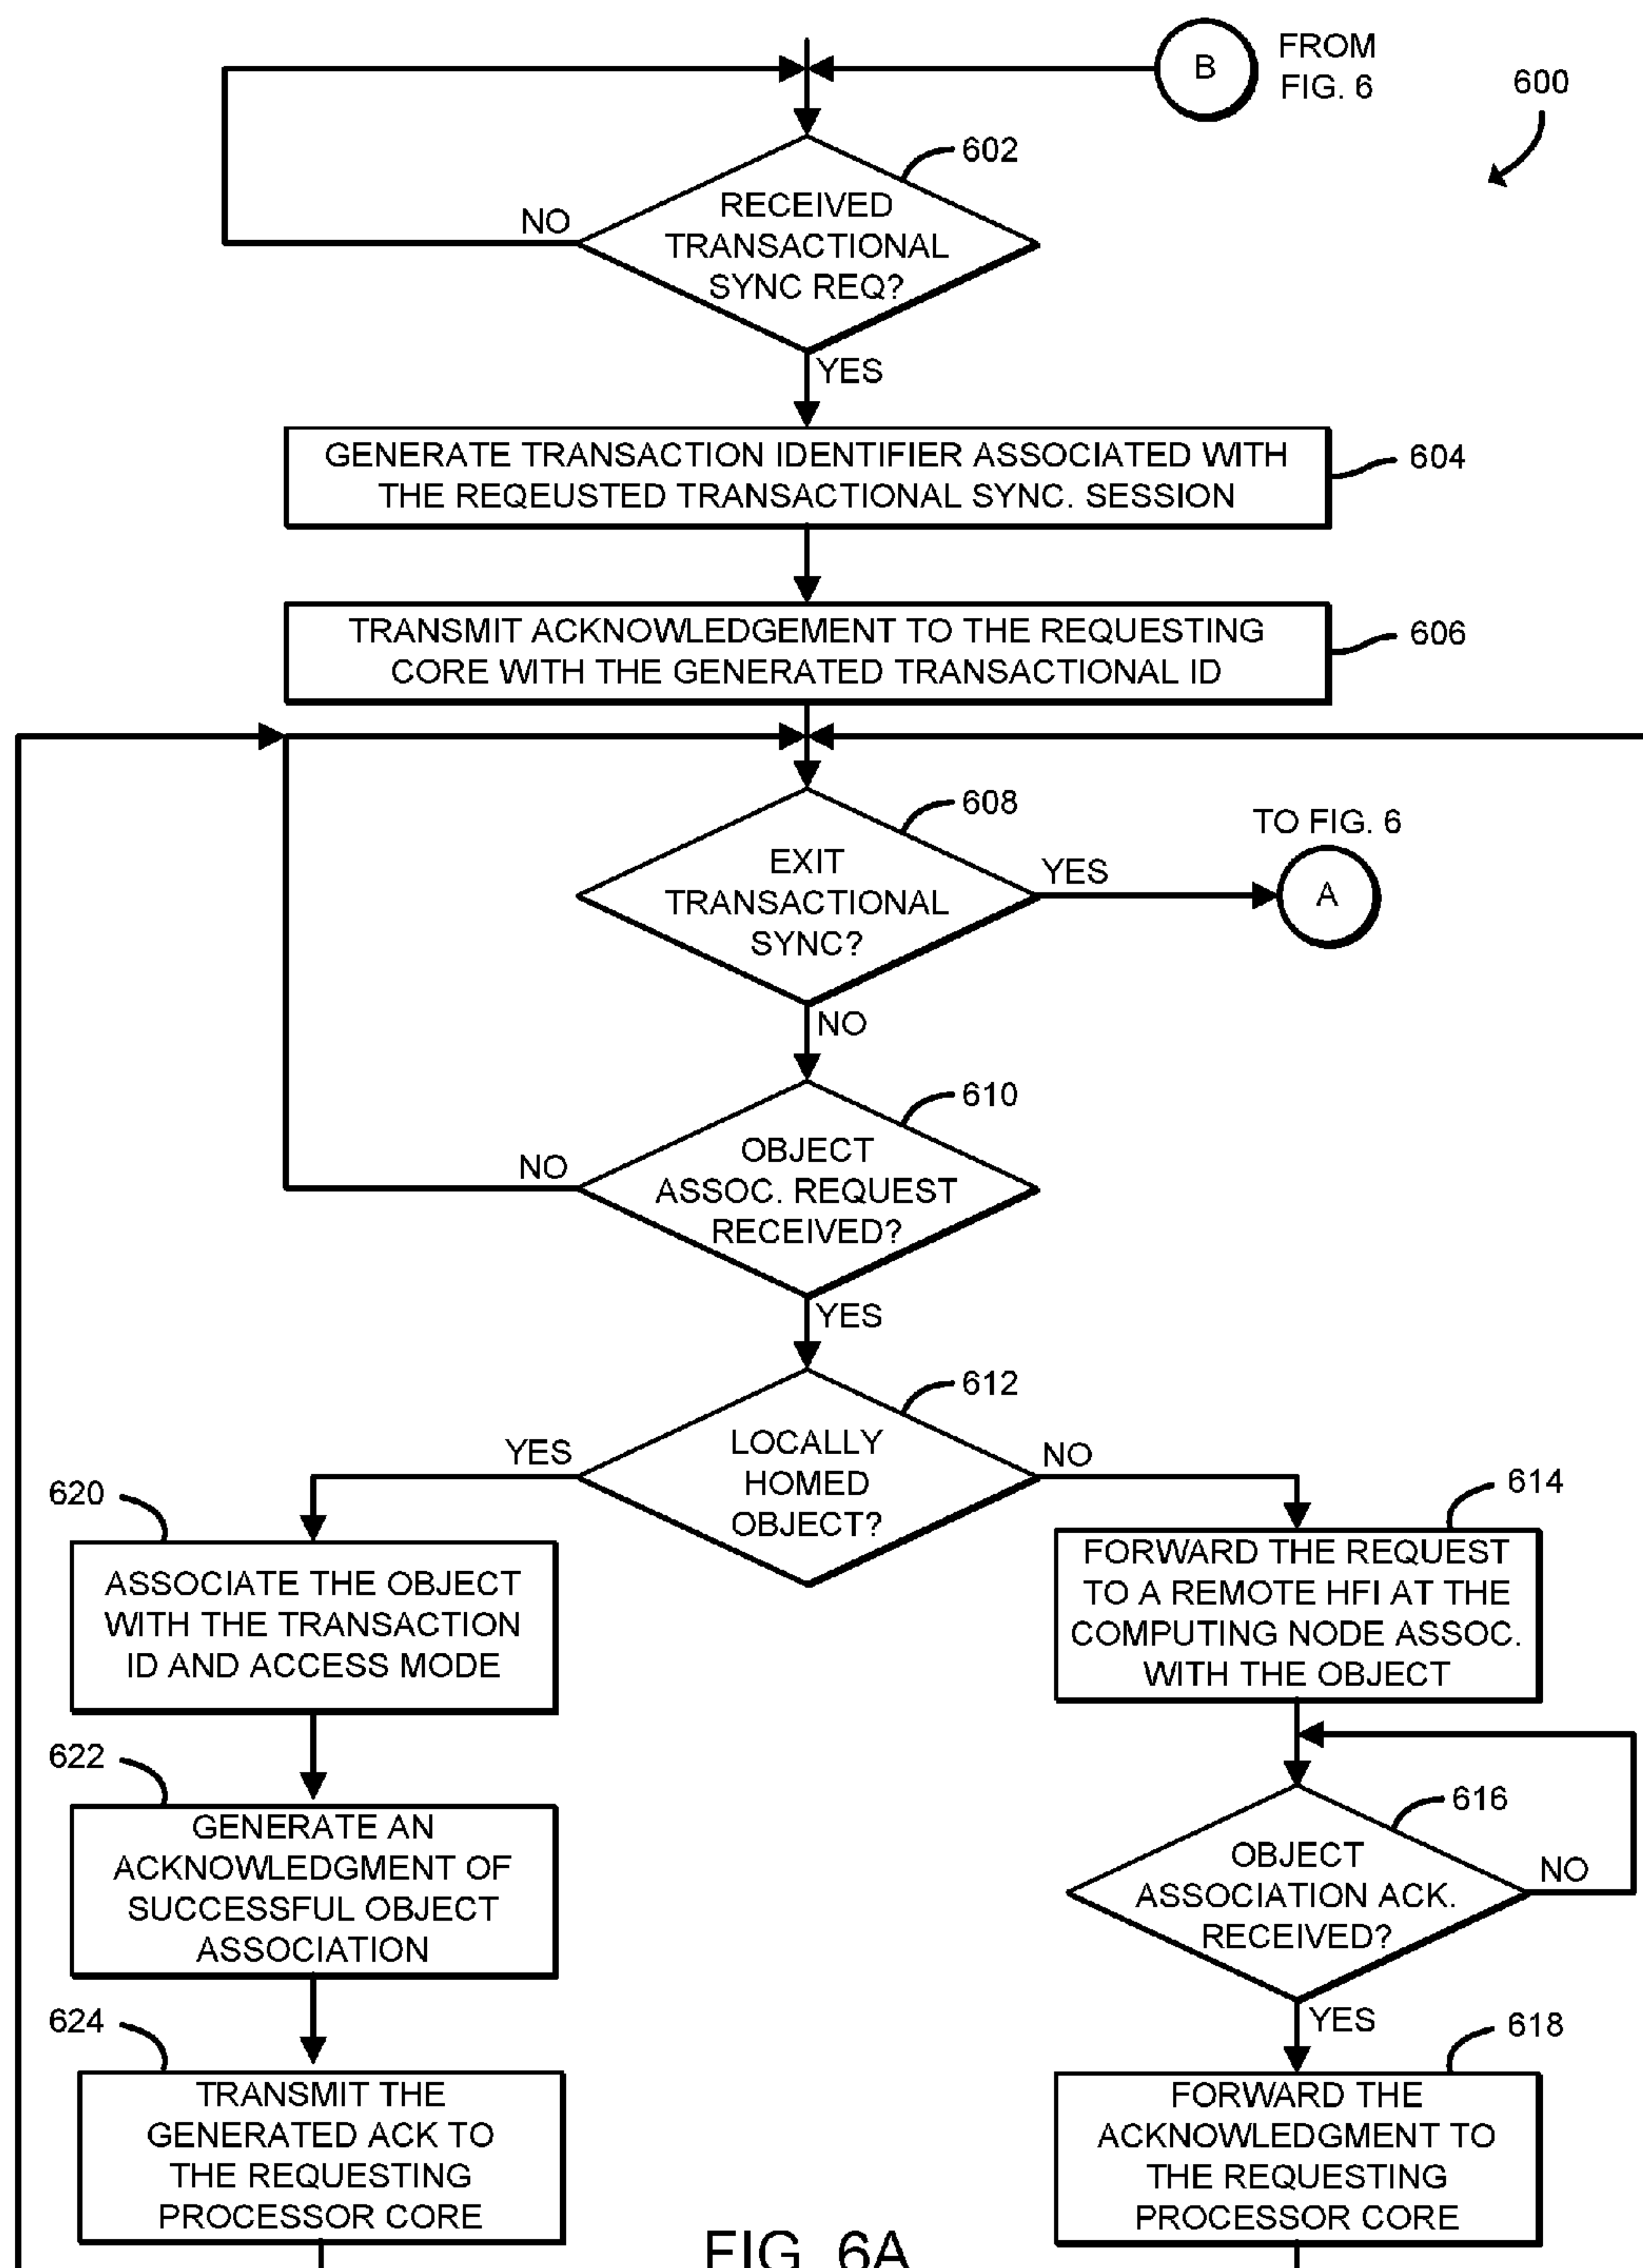 B
FROM
FIG. 6
600
602
RECEIVED
TRANSACTIONAL
SYNC REQ?
NO
YES
GENERATE TRANSACTION IDENTIFIER ASSOCIATED WITH
THE REQEUSTED TRANSACTIONAL SYNC. SESSION
604
TRANSMIT ACKNOWLEDGEMENT TO THE REQUESTING
CORE WITH THE GENERATED TRANSACTIONAL ID
606
608
EXIT
TRANSACTIONAL
SYNC?
YES
TO FIG. 6
A
NO
610
OBJECT
ASSOC. REQUEST
RECEIVED?
NO
YES
612
LOCALLY
HOMED
OBJECT?
YES
NO
620
ASSOCIATE THE OBJECT
WITH THE TRANSACTION
ID AND ACCESS MODE
622
GENERATE AN
ACKNOWLEDGMENT OF
SUCCESSFUL OBJECT
ASSOCIATION
624
TRANSMIT THE
GENERATED ACK TO
THE REQUESTING
PROCESSOR CORE
614
FORWARD THE REQUEST
TO A REMOTE HFI AT THE
COMPUTING NODE ASSOC.
WITH THE OBJECT
616
OBJECT
ASSOCIATION ACK.
RECEIVED?
NO
YES
618
FORWARD THE
ACKNOWLEDGMENT TO
THE REQUESTING
PROCESSOR CORE
FIG. 6A